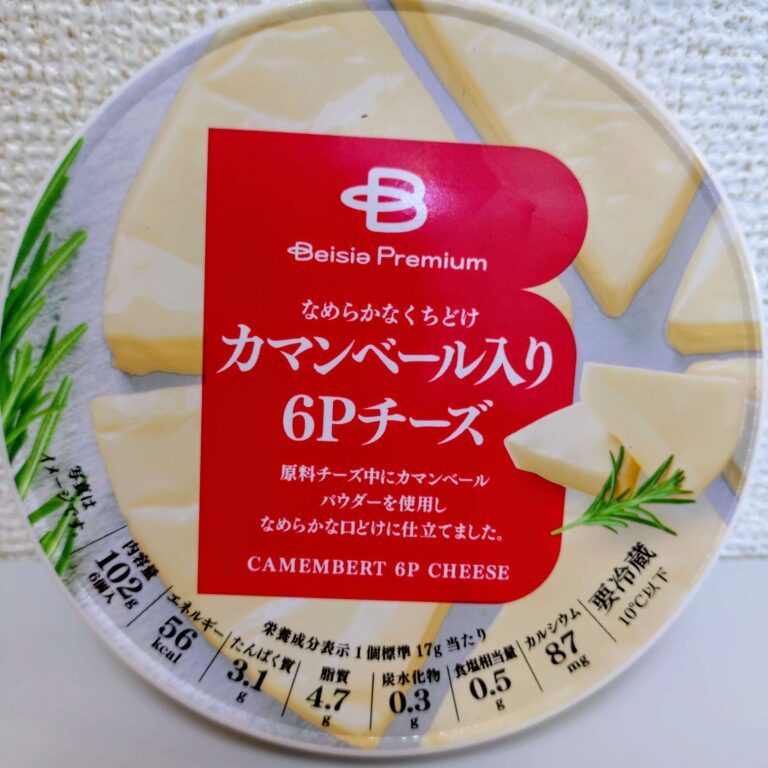 Beisia Premium
なめらかなくちどけ
カマンベール入り
6Pチーズ
原料チーズ中にカマンベール
パウダーを使用し
なめらかな口どけに仕立てました。
CAMEMBERT 6P CHEESE
写真は
イメージです。
内容量
102g
6個入
栄養成分表示 1個標準 17g 当たり
エネルギー
56
kcal
たんぱく質
3.1
g
脂質
4.7
g
炭水化物
0.3
g
食塩相当量
0.5
g
カルシウム
87
mg
要冷蔵
10℃以下